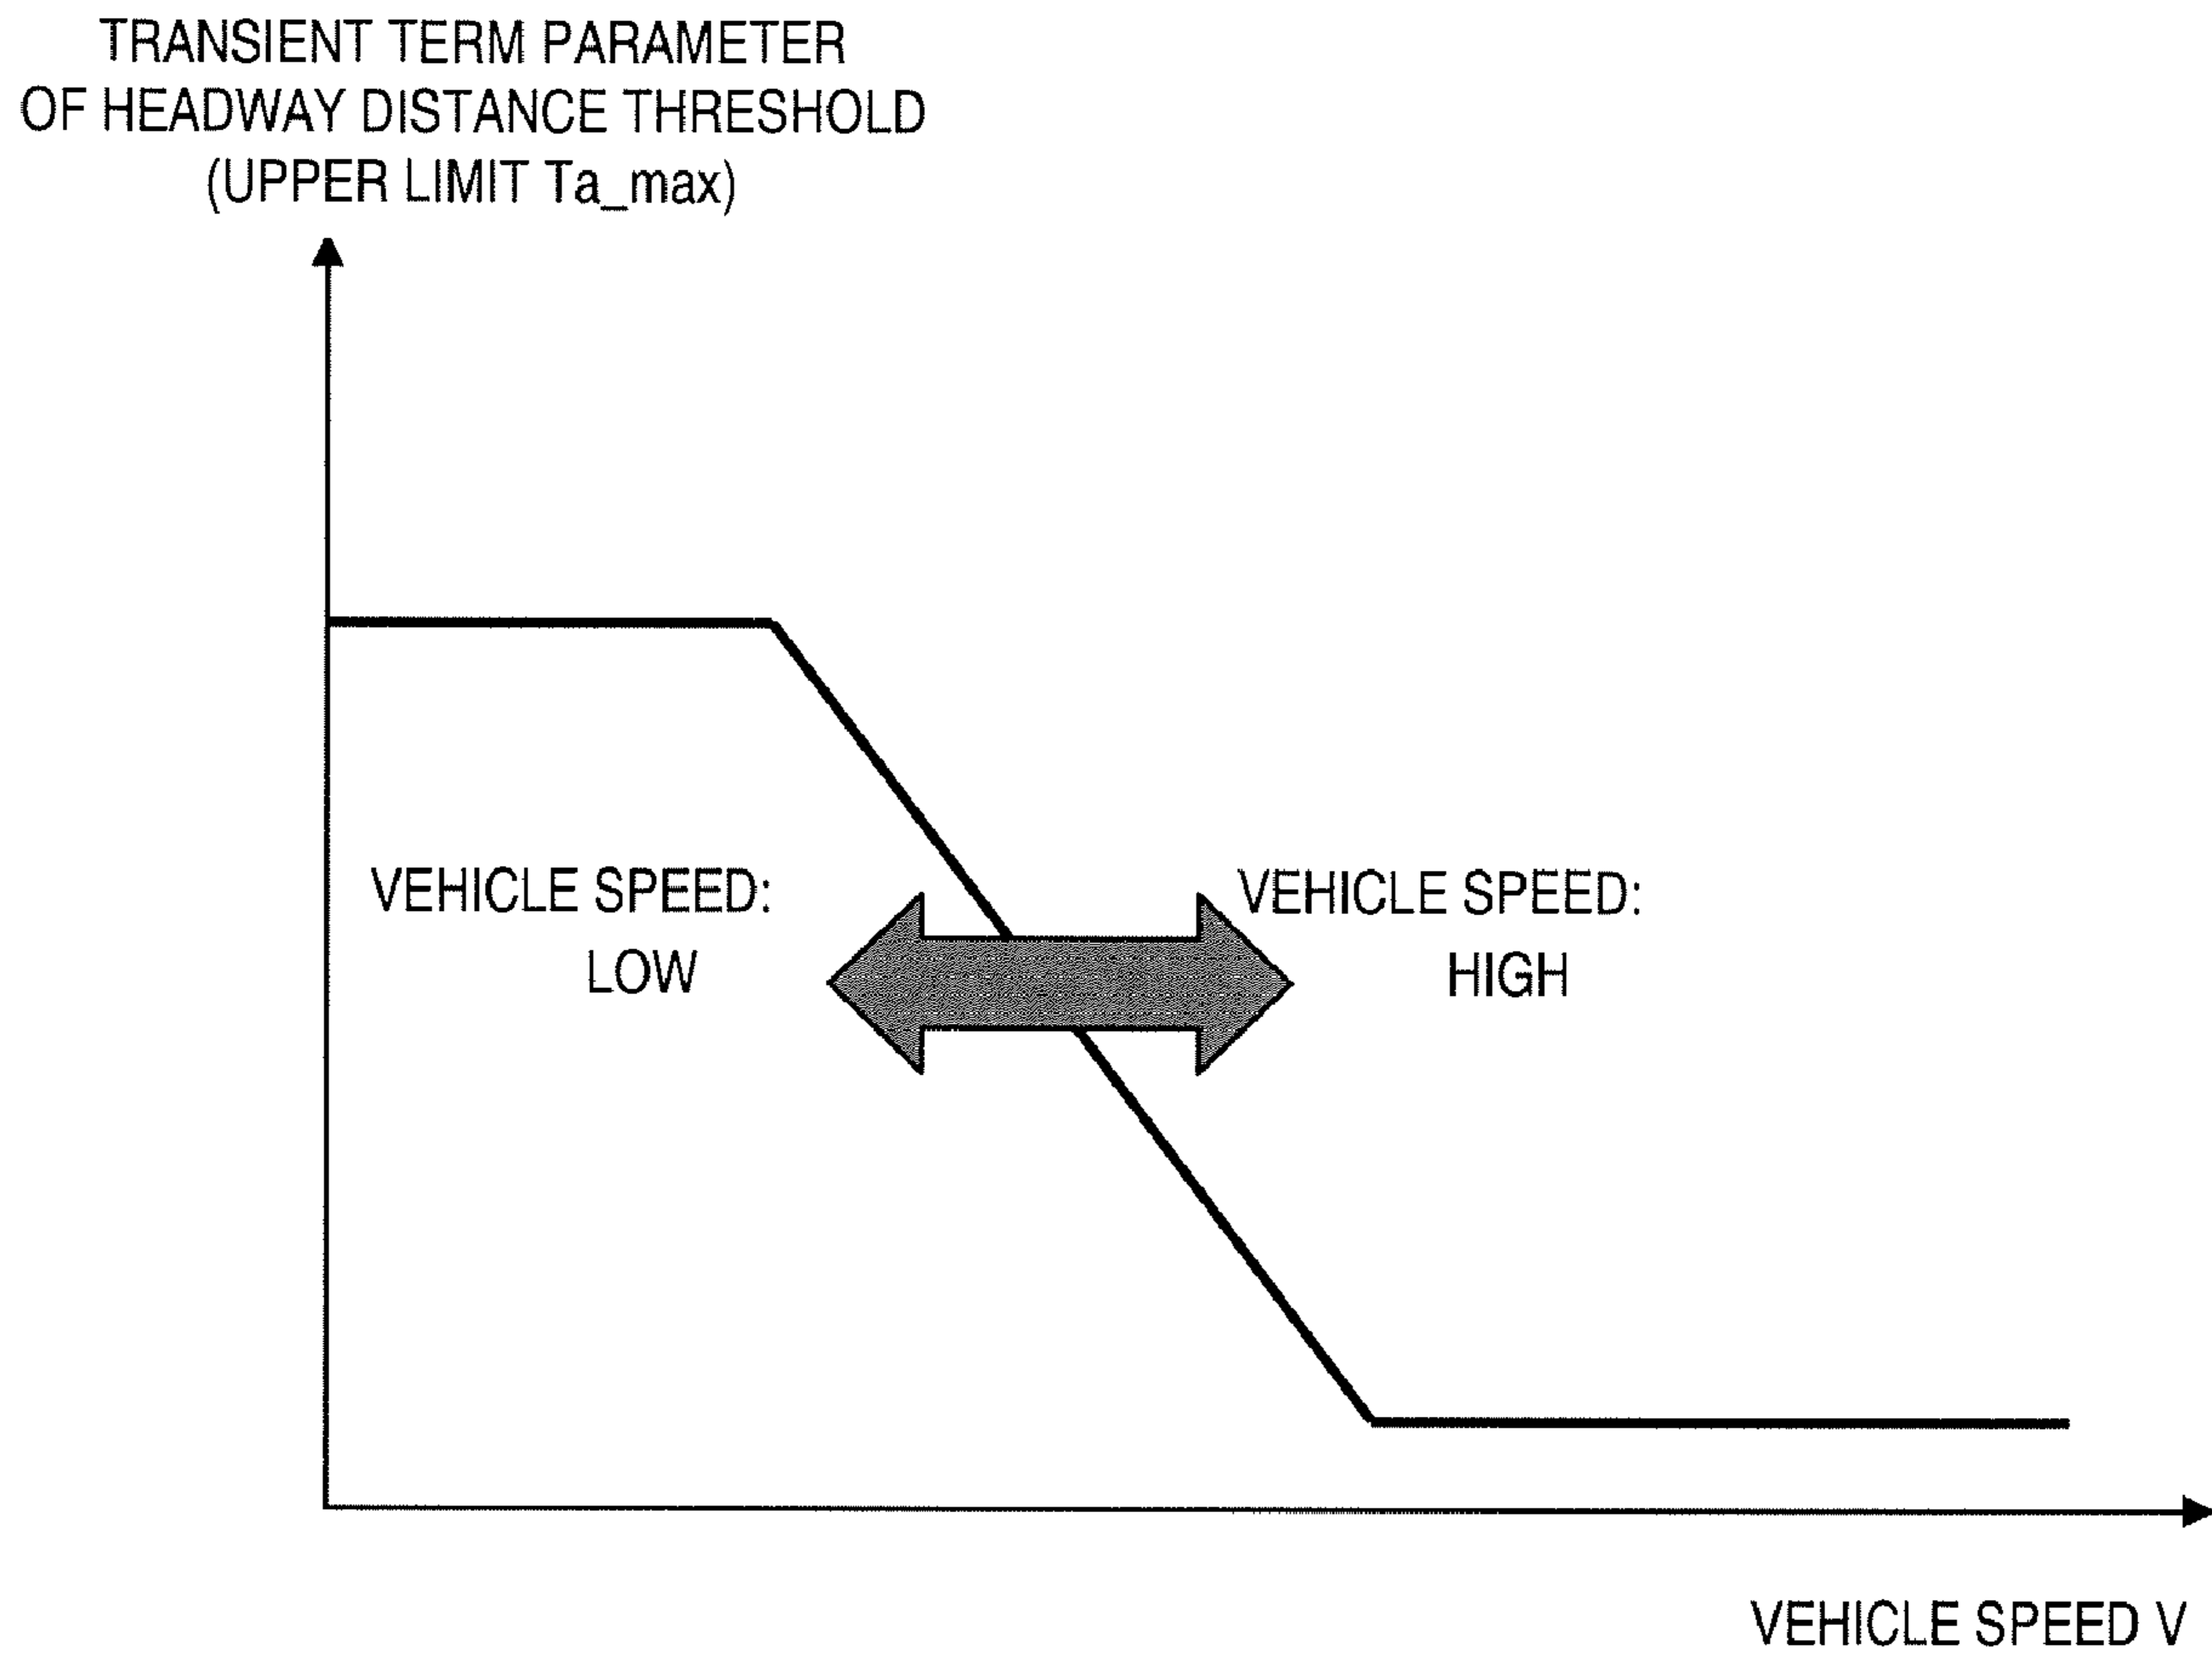 TRANSIENT TERM PARAMETER
OF HEADWAY DISTANCE THRESHOLD
(UPPER LIMIT Ta_max)
VEHICLE SPEED:
LOW
VEHICLE SPEED:
HIGH
VEHICLE SPEED V